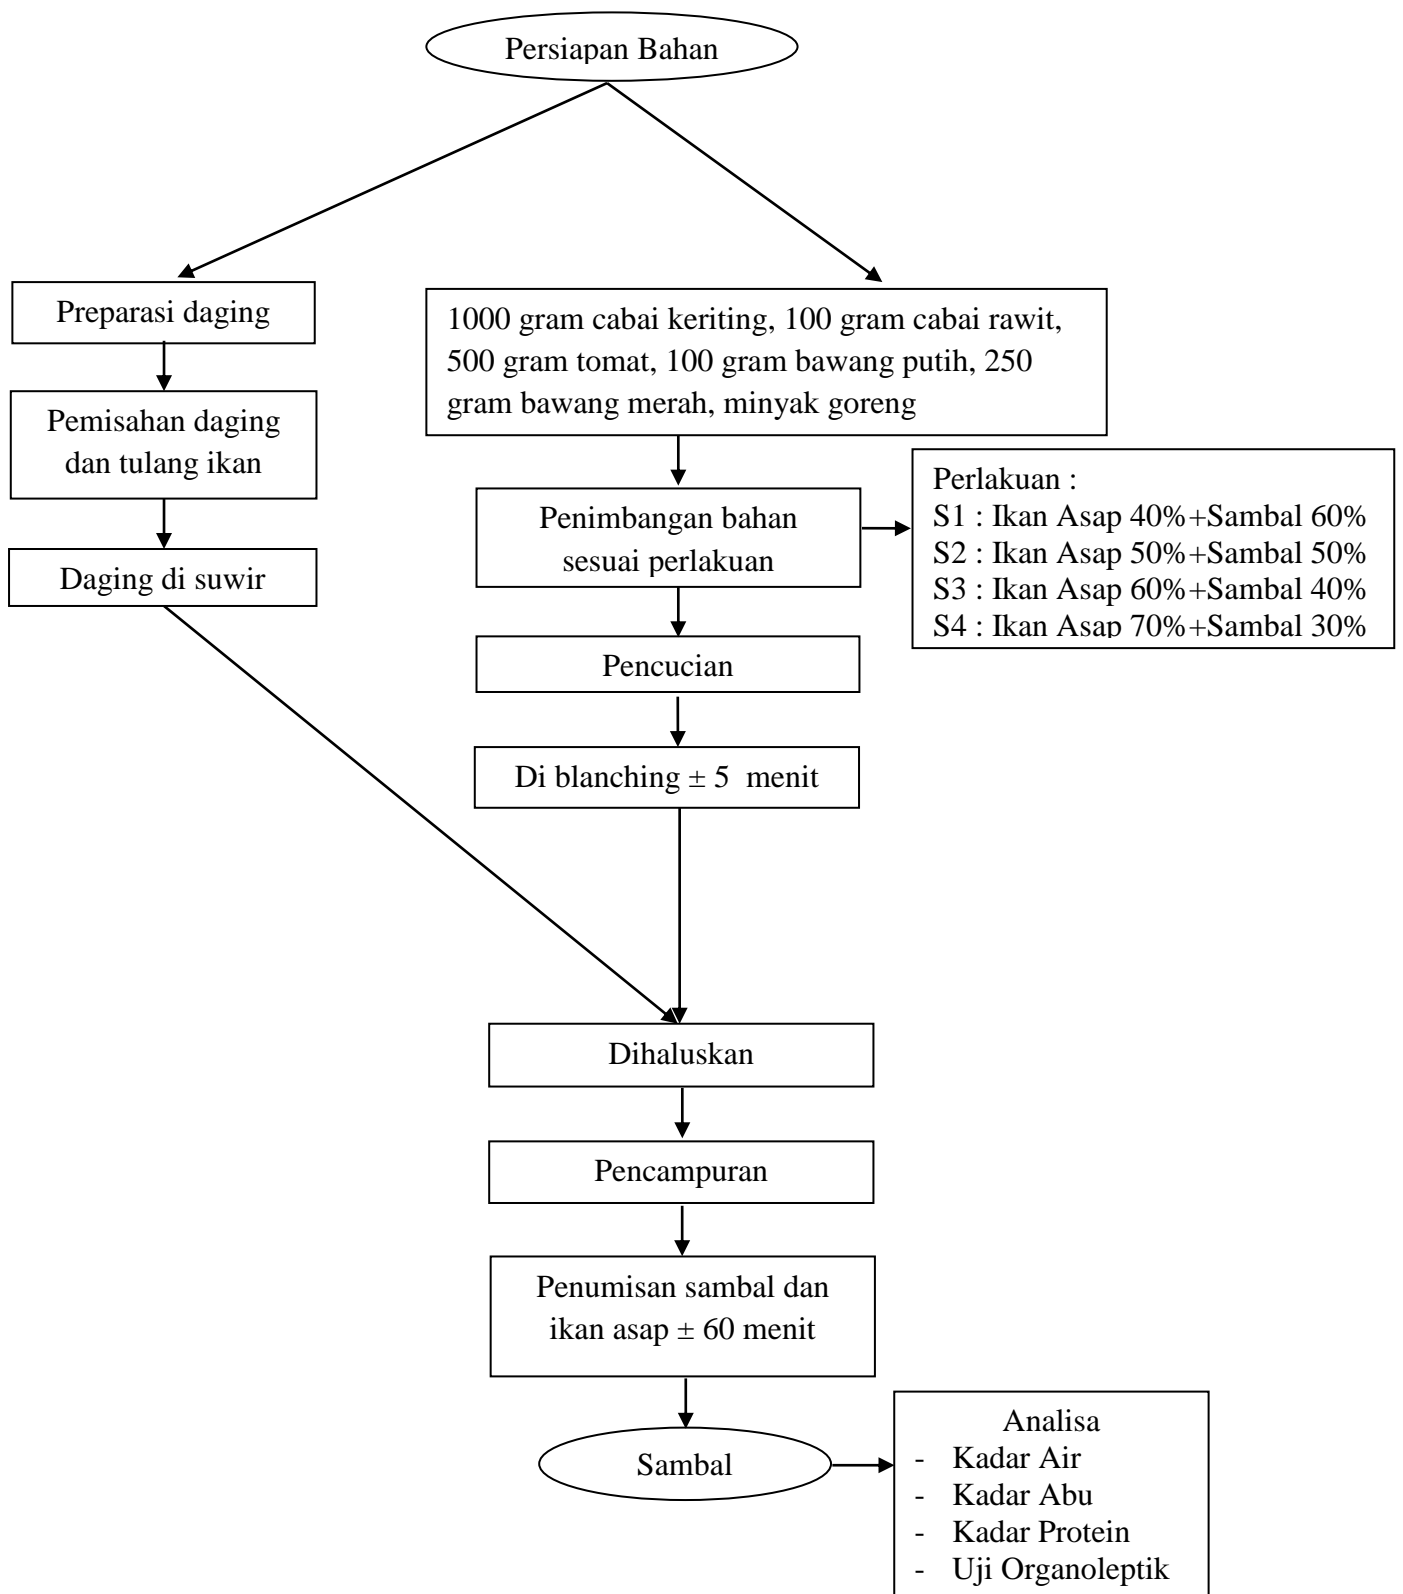 Persiapan Bahan
Preparasi daging
Pemisahan daging
dan tulang ikan
Daging di suwir
1000 gram cabai keriting, 100 gram cabai rawit,
500 gram tomat, 100 gram bawang putih, 250
gram bawang merah, minyak goreng
Penimbangan bahan
sesuai perlakuan
Perlakuan :
S1 : Ikan Asap 40%+Sambal 60%
S2 : Ikan Asap 50%+Sambal 50%
S3 : Ikan Asap 60%+Sambal 40%
S4 : Ikan Asap 70%+Sambal 30%
Pencucian
Di blanching ± 5 menit
Dihaluskan
Pencampuran
Penumisan sambal dan
ikan asap ± 60 menit
Sambal
Analisa
- Kadar Air
- Kadar Abu
- Kadar Protein
- Uji Organoleptik